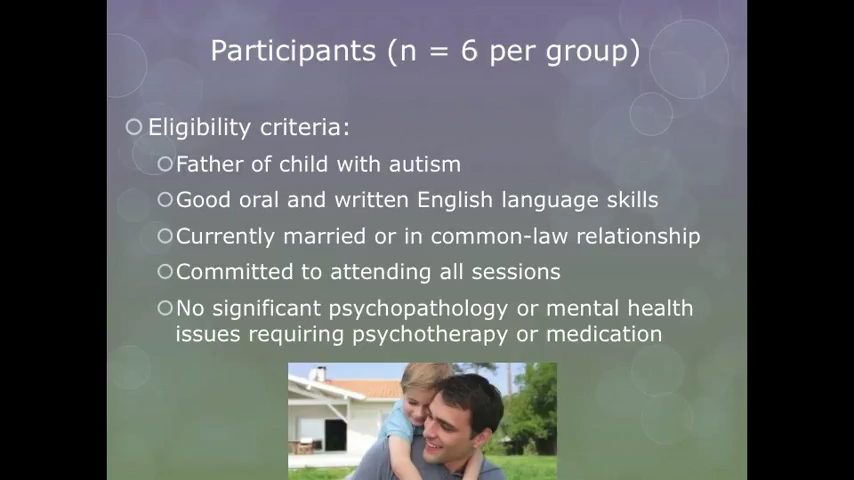 Participants (n = 6 per group)
Eligibility criteria:
Father of child with autism
Good oral and written English language skills
Currently married or in common-law relationship
Committed to attending all sessions
No significant psychopathology or mental health
issues requiring psychotherapy or medication